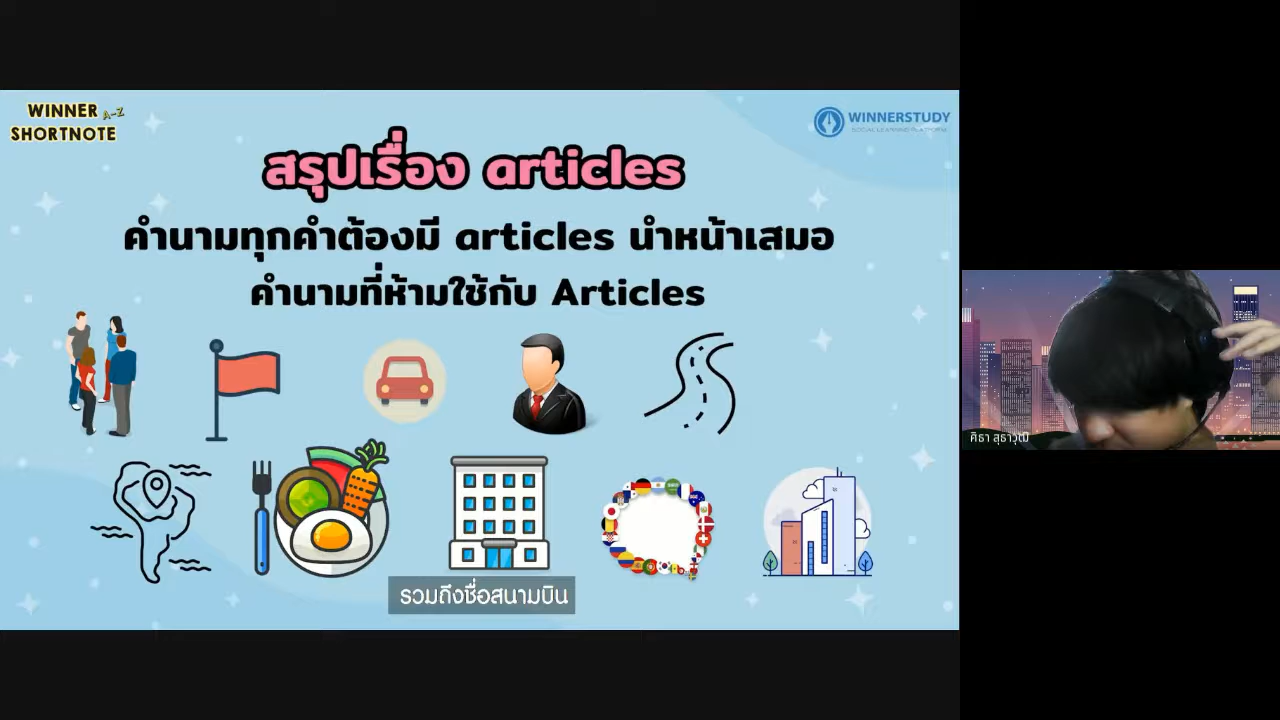 WINNER A-Z
SHORTNOTE
WINNERSTUDY
SOCIAL LEARNING PLATFORM
สรุปเรื่อง articles
คำนามทุกคำต้องมี articles นำหน้าเสมอ
คำนามที่ห้ามใช้กับ Articles
รวมถึงชื่อสนามบิน
ศิธา สุธาวุฒิ